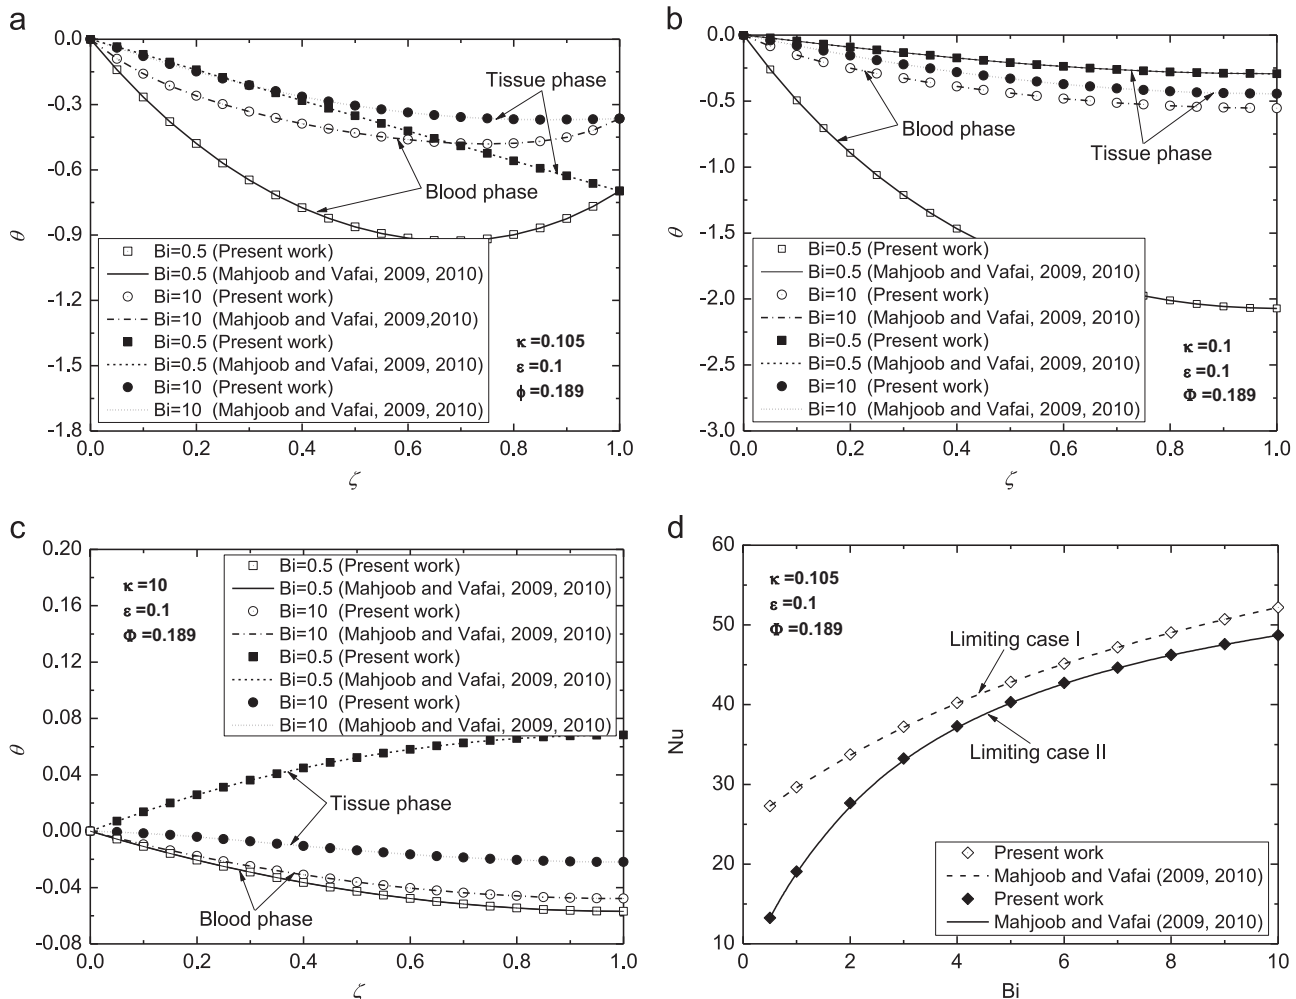 a
0.0
-0.3
-0.6
-0.9
-1.2
-1.5
-1.8
θ
Tissue phase
Blood phase
Bi=0.5 (Present work)
Bi=0.5 (Mahjoob and Vafai, 2009, 2010)
Bi=10 (Present work)
Bi=10 (Mahjoob and Vafai, 2009,2010)
Bi=0.5 (Present work)
Bi=0.5 (Mahjoob and Vafai, 2009, 2010)
Bi=10 (Present work)
Bi=10 (Mahjoob and Vafai, 2009, 2010)
κ =0.105
ε =0.1
ϕ =0.189
0.0 0.2 0.4 0.6 0.8 1.0
ζ
b
0.0
-0.5
-1.0
-1.5
-2.0
-2.5
-3.0
θ
Blood phase
Tissue phase
Bi=0.5 (Present work)
Bi=0.5 (Mahjoob and Vafai, 2009, 2010)
Bi=10 (Present work)
Bi=10 (Mahjoob and Vafai, 2009, 2010)
Bi=0.5 (Present work)
Bi=0.5 (Mahjoob and Vafai, 2009, 2010)
Bi=10 (Present work)
Bi=10 (Mahjoob and Vafai, 2009, 2010)
κ =0.1
ε =0.1
Φ =0.189
0.0 0.2 0.4 0.6 0.8 1.0
ζ
c
0.20
0.16
0.12
0.08
0.04
0.00
-0.04
-0.08
θ
κ =10
ε =0.1
Φ =0.189
Bi=0.5 (Present work)
Bi=0.5 (Mahjoob and Vafai, 2009, 2010)
Bi=10 (Present work)
Bi=10 (Mahjoob and Vafai, 2009, 2010)
Bi=0.5 (Present work)
Bi=0.5 (Mahjoob and Vafai, 2009, 2010)
Bi=10 (Present work)
Bi=10 (Mahjoob and Vafai, 2009, 2010)
Tissue phase
Blood phase
0.0 0.2 0.4 0.6 0.8 1.0
ζ
d
60
50
40
30
20
10
Nu
κ =0.105
ε =0.1
Φ =0.189
Limiting case I
Limiting case II
Present work
Mahjoob and Vafai (2009, 2010)
Present work
Mahjoob and Vafai (2009, 2010)
0 2 4 6 8 10
Bi